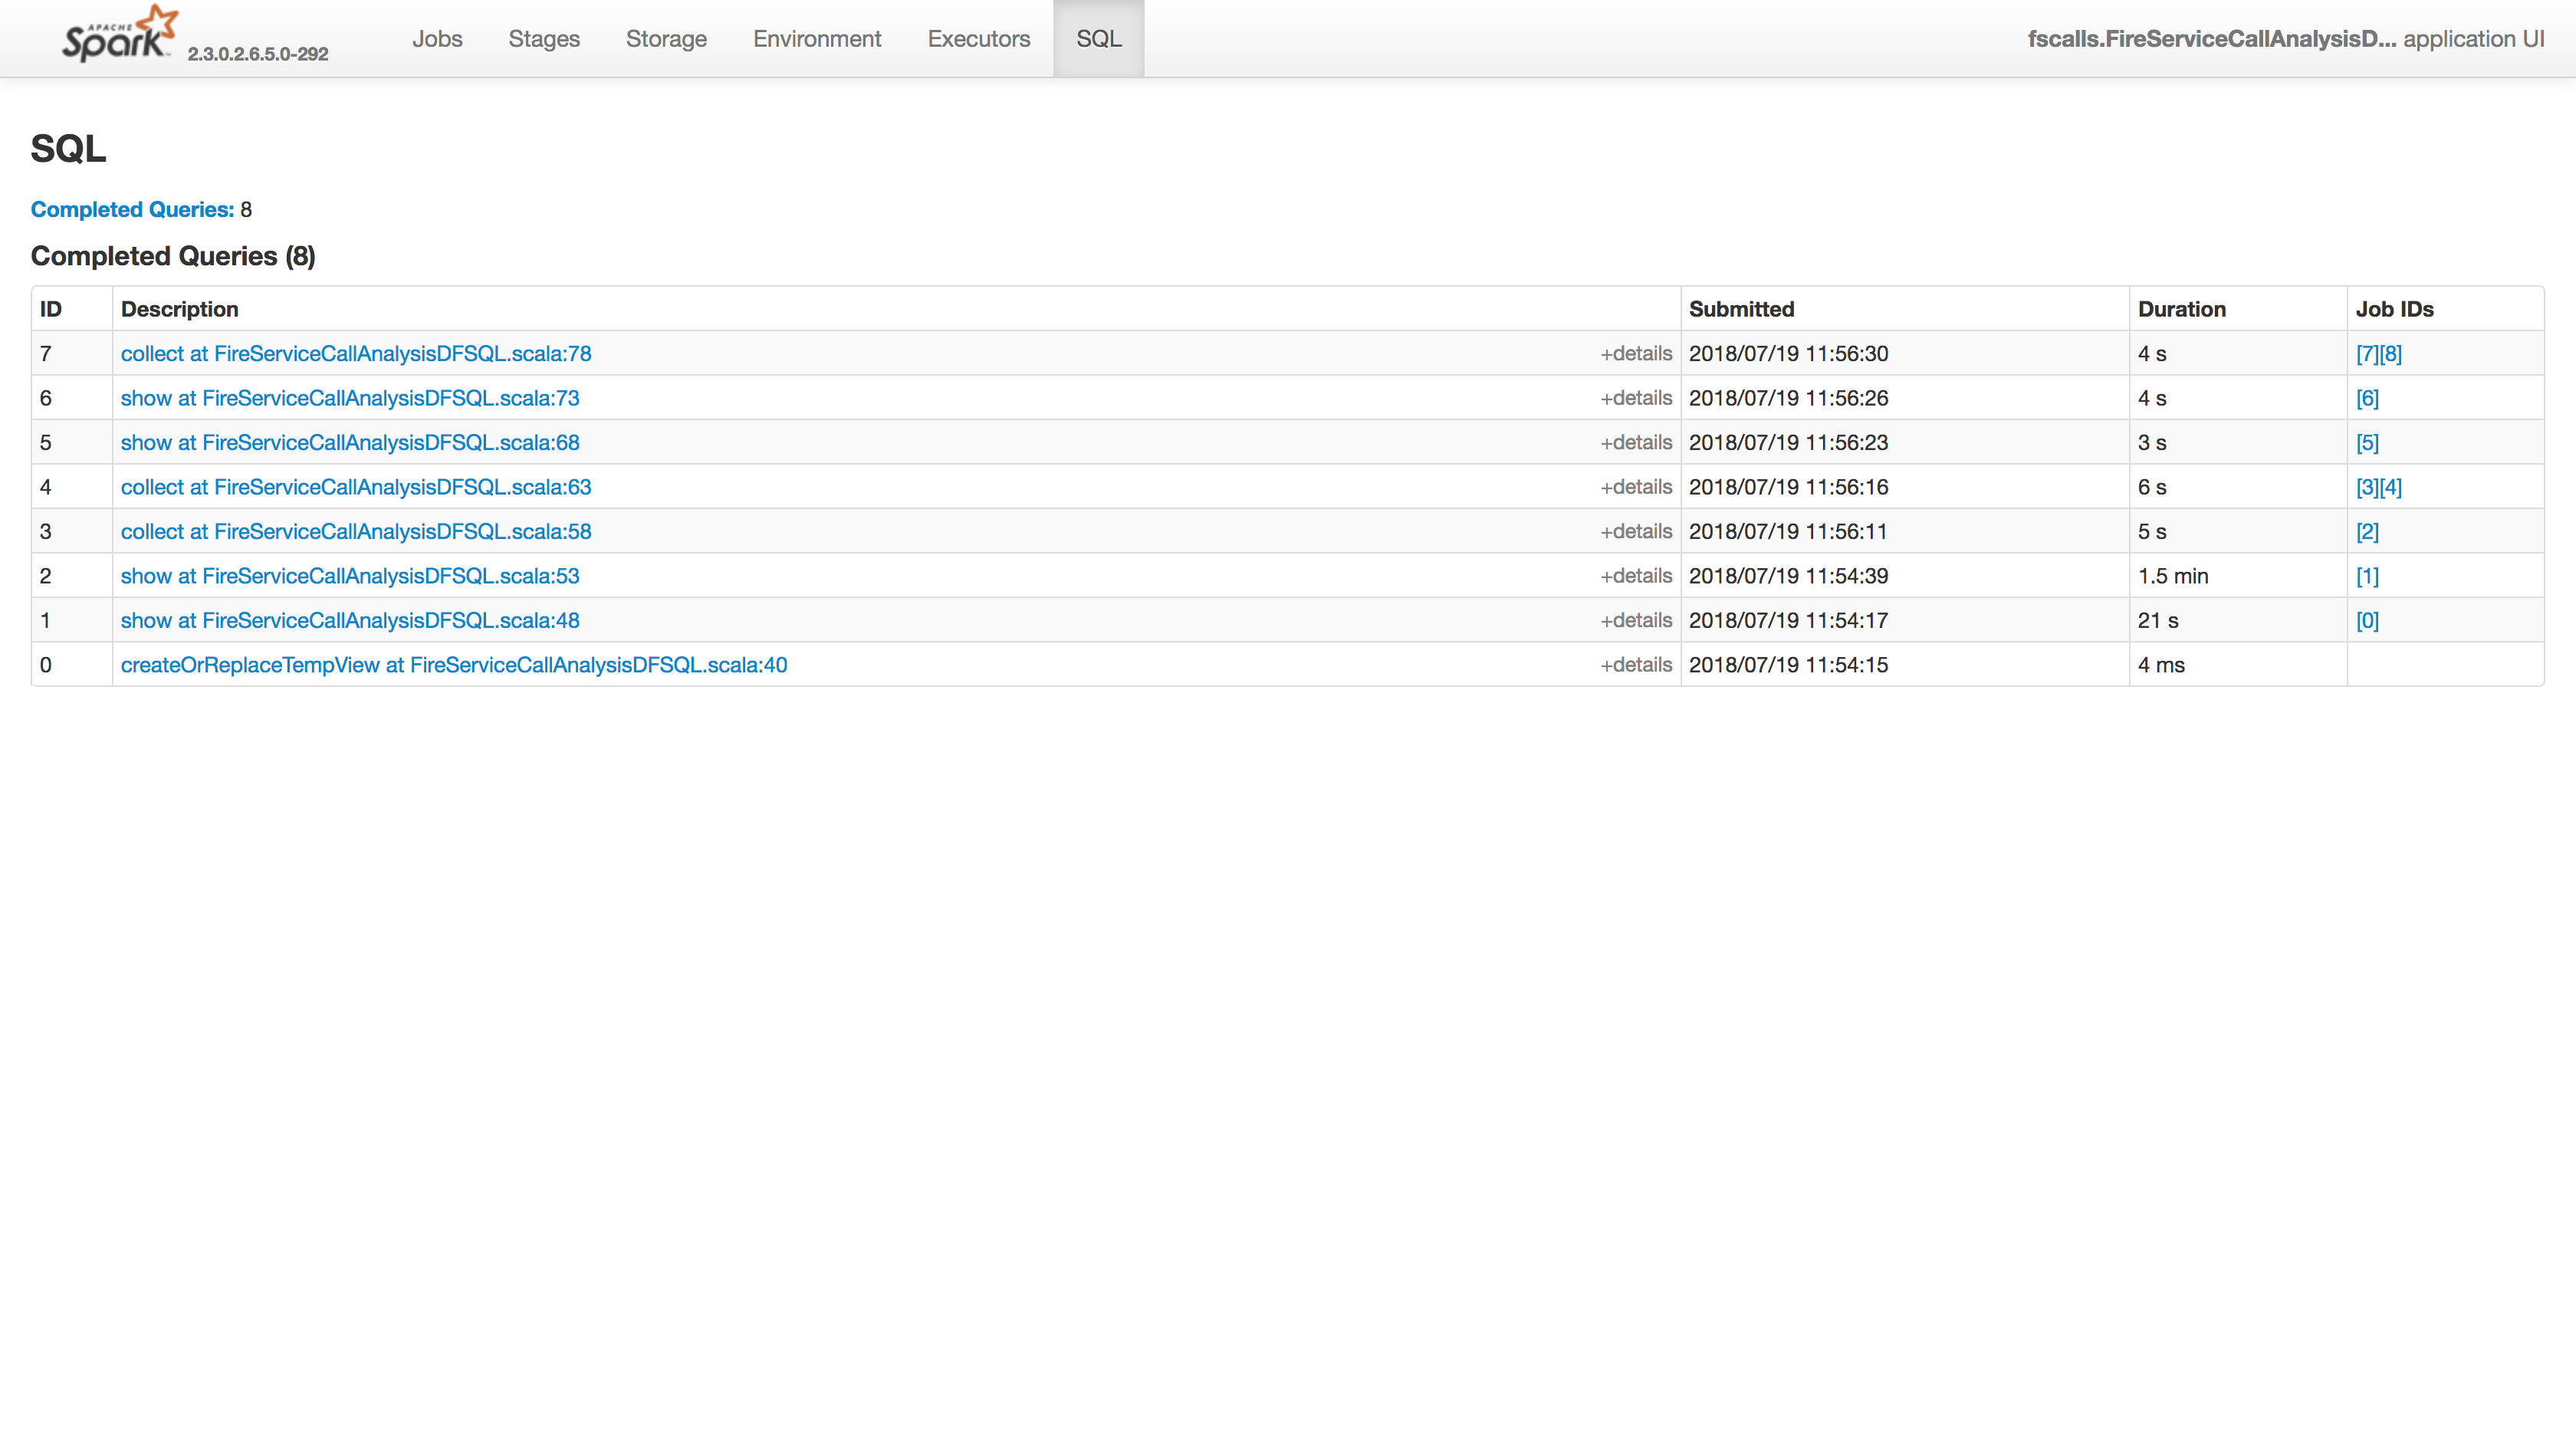 APACHE Spark 2.3.0.2.6.5.0-292 Jobs Stages Storage Environment Executors SQL fscalls.FireServiceCallAnalysisD... application UI
SQL
Completed Queries: 8
Completed Queries (8)
ID Description Submitted Duration Job IDs
7 collect at FireServiceCallAnalysisDFSQL.scala:78 +details 2018/07/19 11:56:30 4 s [7][8]
6 show at FireServiceCallAnalysisDFSQL.scala:73 +details 2018/07/19 11:56:26 4 s [6]
5 show at FireServiceCallAnalysisDFSQL.scala:68 +details 2018/07/19 11:56:23 3 s [5]
4 collect at FireServiceCallAnalysisDFSQL.scala:63 +details 2018/07/19 11:56:16 6 s [3][4]
3 collect at FireServiceCallAnalysisDFSQL.scala:58 +details 2018/07/19 11:56:11 5 s [2]
2 show at FireServiceCallAnalysisDFSQL.scala:53 +details 2018/07/19 11:54:39 1.5 min [1]
1 show at FireServiceCallAnalysisDFSQL.scala:48 +details 2018/07/19 11:54:17 21 s [0]
0 createOrReplaceTempView at FireServiceCallAnalysisDFSQL.scala:40 +details 2018/07/19 11:54:15 4 ms